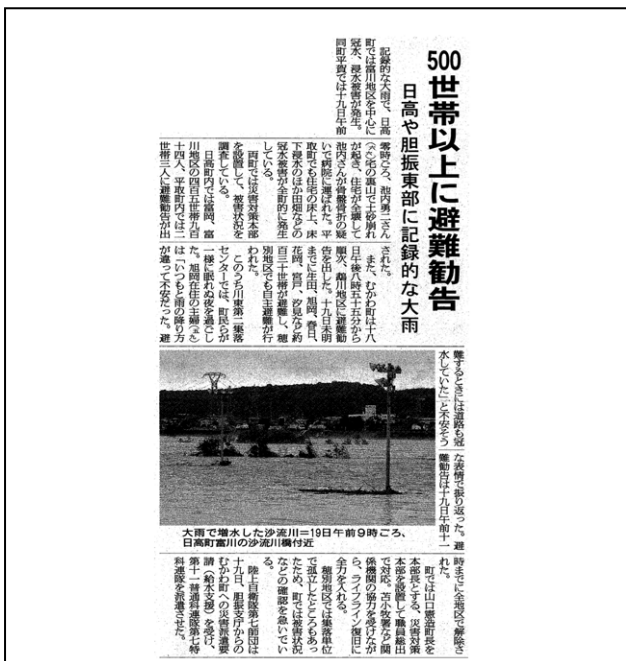 500世帯以上に避難勧告
日高や胆振東部に記録的な大雨
記録的な大雨で、日高
町では富川地区を中心に
冠水、浸水被害が発生。
同町平賀では十九日午前
零時ごろ、池内勇二さん
宅の裏山で土砂崩れ
が起き、住宅が全壊して
池内さんが骨盤骨折の疑
いで病院に運ばれた。平
取町でも住宅の床上、床
下浸水のほか田畑などの
冠水被害が全町的に発生
している。
両町では災害対策本部
を設置して、被害状況を
調査している。
日高町内では富岡、富
川地区の四百五世帯九百
十四人、平取町内では二
世帯三人に避難勧告が出
された。
また、むかわ町は十八
日午後八時五十五分から
順次、鵡川地区に避難勧
告を出した。十九日未明
までに生田、旭岡、春日、
花岡、宮戸、汐見など約
百三十世帯が避難し、穂
別地区でも自主避難が行
われた。
このうち川東第二集落
センターでは、町民らが
一様に眠れぬ夜を過ごし
た。旭岡在住の主婦
は「いつもと雨の降り方
が違って不安だった。避
難するときには道路も冠
水していた」と不安そう
な表情で振り返った。避
難勧告は十九日午前十一
時までに全地区で解除さ
れた。
町では山口憲造町長を
本部長とする、災害対策
本部を設置して職員総出
で対応。苫小牧署など関
係機関の協力を受けなが
ら、ライフライン復旧に
全力を入れる。
穂別地区では集落単位
で孤立したところもあっ
たため、町では被害状況
などの確認を急いでい
る。
陸上自衛隊第七師団は
十九日、胆振支庁からの
むかわ町への災害派遣要
請（給水支援）を受け、
第十一普通科連隊第七特
科連隊を派遣させた。
大雨で増水した沙流川＝19日午前9時ごろ、
日高町富川の沙流川橋付近